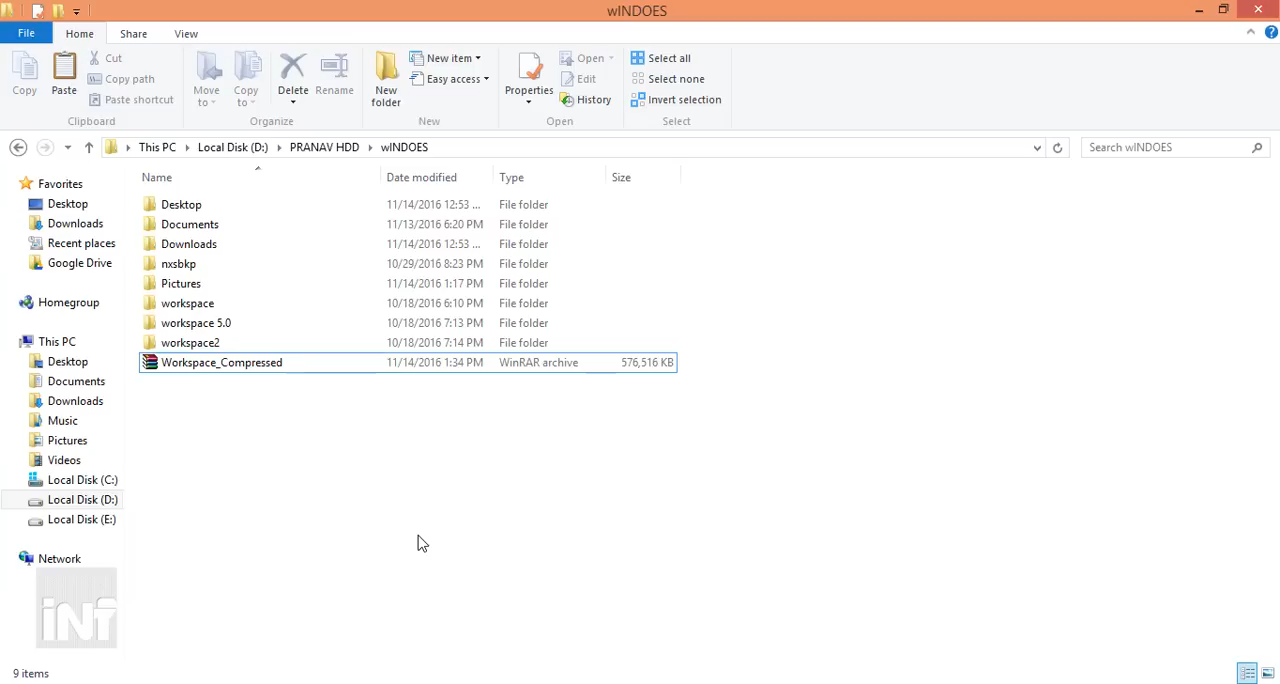 wINDOES
File Home Share View
Copy
Paste
Cut
Copy path
Paste shortcut
Clipboard
Move to
Copy to
Delete
Rename
Organize
New folder
New item
Easy access
New
Properties
Open
Edit
History
Open
Select all
Select none
Invert selection
Select
This PC Local Disk (D:) PRANAV HDD wINDOES
Search wINDOES
Favorites
Desktop
Downloads
Recent places
Google Drive
Homegroup
This PC
Desktop
Documents
Downloads
Music
Pictures
Videos
Local Disk (C:)
Local Disk (D:)
Local Disk (E:)
Network
Name Date modified Type Size
Desktop 11/14/2016 12:53 ... File folder
Documents 11/13/2016 6:20 PM File folder
Downloads 11/14/2016 12:53 ... File folder
nxsbkp 10/29/2016 8:23 PM File folder
Pictures 11/14/2016 1:17 PM File folder
workspace 10/18/2016 6:10 PM File folder
workspace 5.0 10/18/2016 7:13 PM File folder
workspace2 10/18/2016 7:14 PM File folder
Workspace_Compressed 11/14/2016 1:34 PM WinRAR archive 576,516 KB
9 items